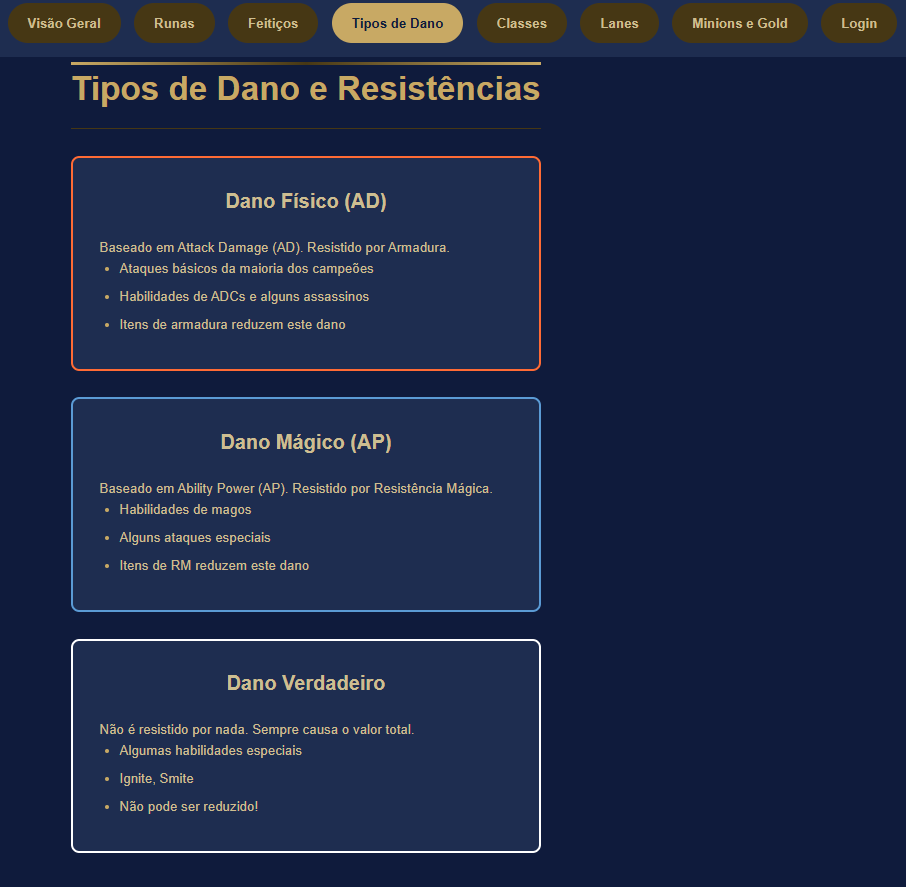 Visão Geral
Runas
Feitiços
Tipos de Dano
Classes
Lanes
Minions e Gold
Login
Tipos de Dano e Resistências
Dano Físico (AD)
Baseado em Attack Damage (AD). Resistido por Armadura.
• Ataques básicos da maioria dos campeões
• Habilidades de ADCs e alguns assassinos
• Itens de armadura reduzem este dano
Dano Mágico (AP)
Baseado em Ability Power (AP). Resistido por Resistência Mágica.
• Habilidades de magos
• Alguns ataques especiais
• Itens de RM reduzem este dano
Dano Verdadeiro
Não é resistido por nada. Sempre causa o valor total.
• Algumas habilidades especiais
• Ignite, Smite
• Não pode ser reduzido!